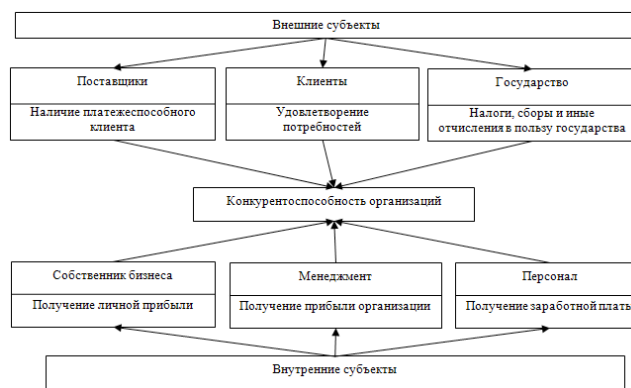 Внешние субъекты
Поставщики
Клиенты
Государство
Наличие платежеспособного
клиента
Удовлетворение
потребностей
Налоги, сборы и иные
отчисления в пользу государства
Конкурентоспособность организаций
Собственник бизнеса
Менеджмент
Персонал
Получение личной прибыли
Получение прибыли организации
Получение заработной платы
Внутренние субъекты